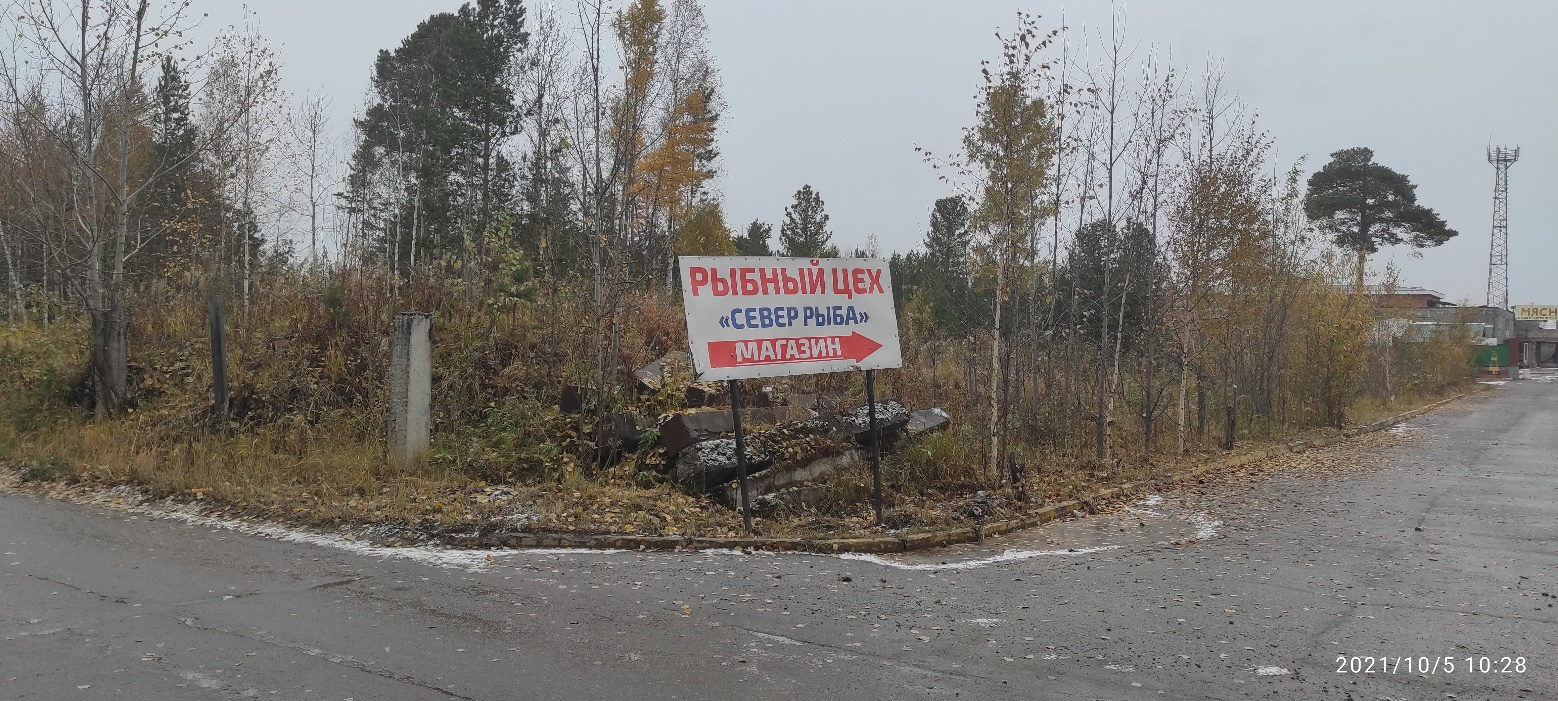 РЫБНЫЙ ЦЕХ
«СЕВЕР РЫБА»
МАГАЗИН
МЯСН
2021/10/5 10:28